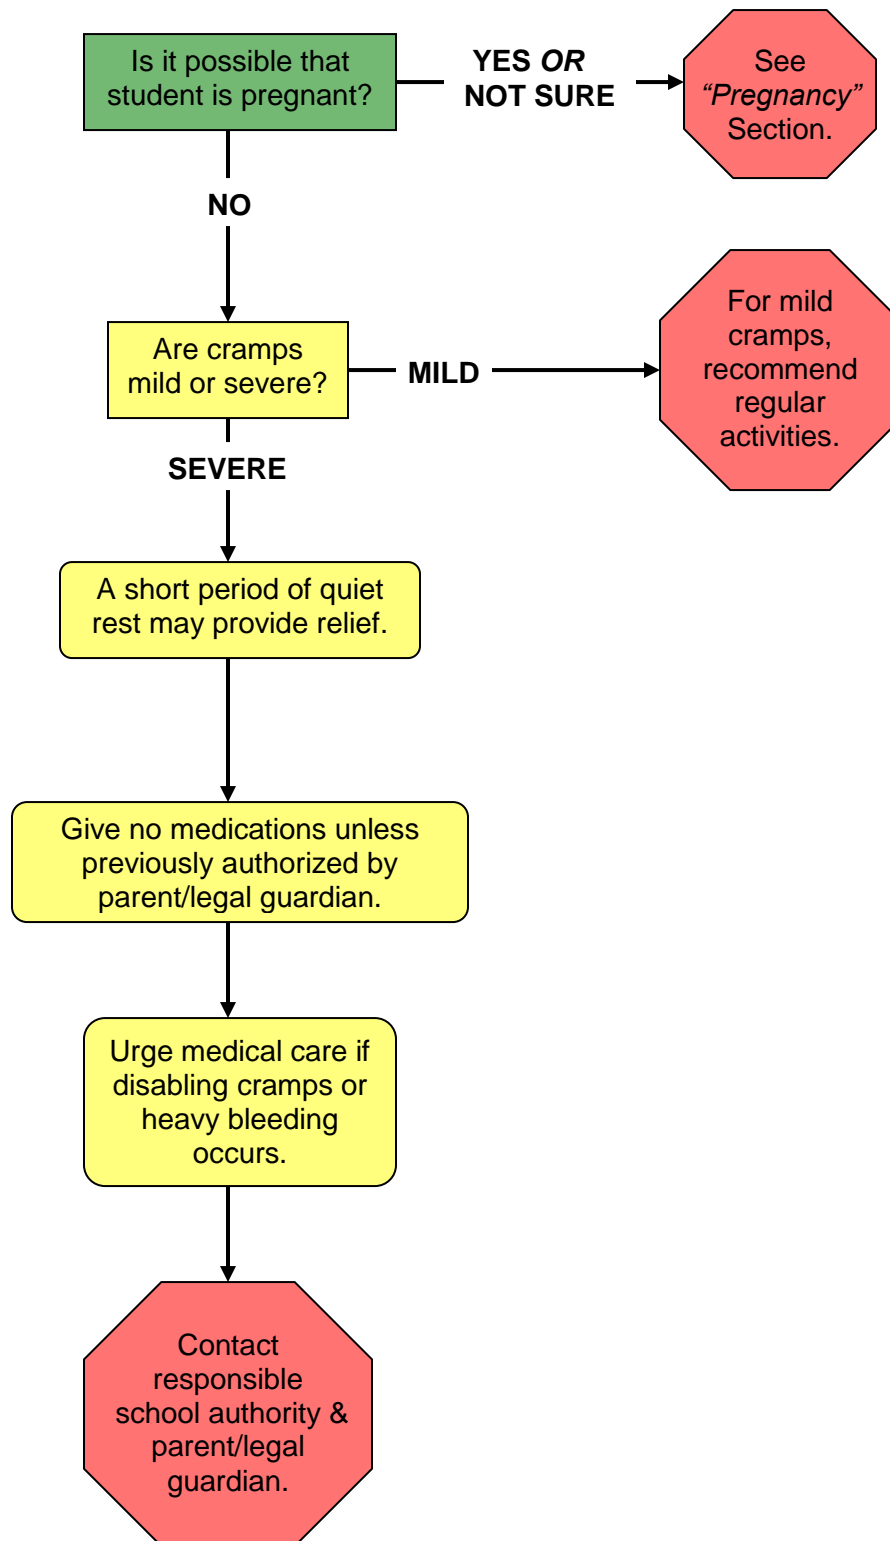 Is it possible that
student is pregnant?
YES OR
NOT SURE
See
“Pregnancy”
Section.
NO
Are cramps
mild or severe?
MILD
For mild
cramps,
recommend
regular
activities.
SEVERE
A short period of quiet
rest may provide relief.
Give no medications unless
previously authorized by
parent/legal guardian.
Urge medical care if
disabling cramps or
heavy bleeding
occurs.
Contact
responsible
school authority &
parent/legal
guardian.